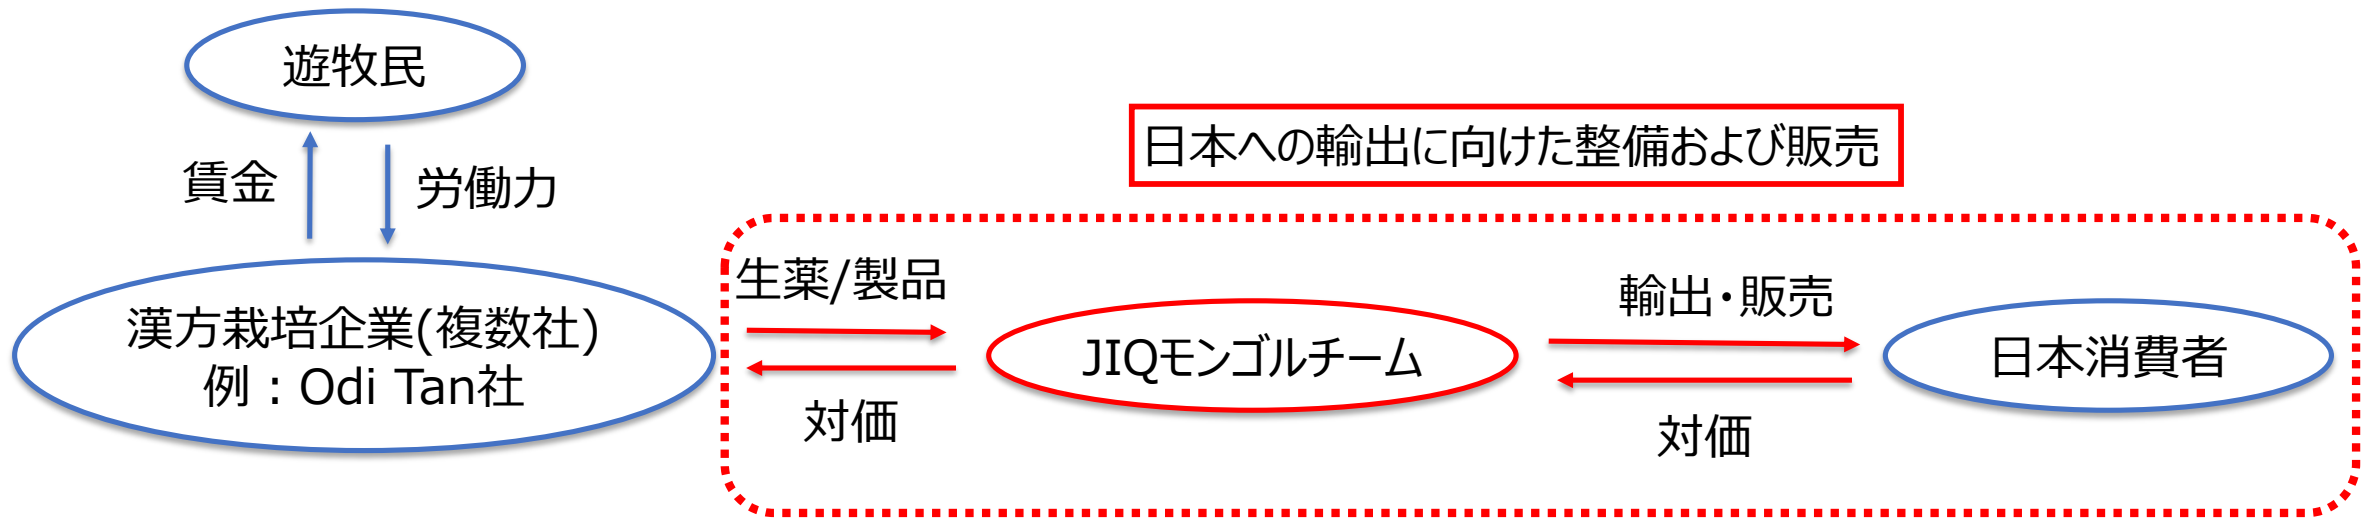 遊牧民
日本への輸出に向けた整備および販売
賃金
労働力
生薬/製品
輸出・販売
漢方栽培企業(複数社)
例：Odi Tan社
JIQモンゴルチーム
日本消費者
対価
対価